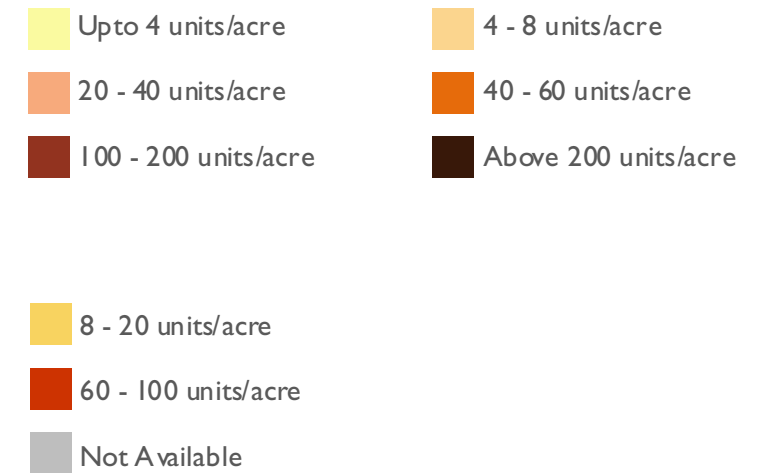 Upto 4 units/acre
4 - 8 units/acre
20 - 40 units/acre
40 - 60 units/acre
100 - 200 units/acre
Above 200 units/acre
8 - 20 units/acre
60 - 100 units/acre
Not Available